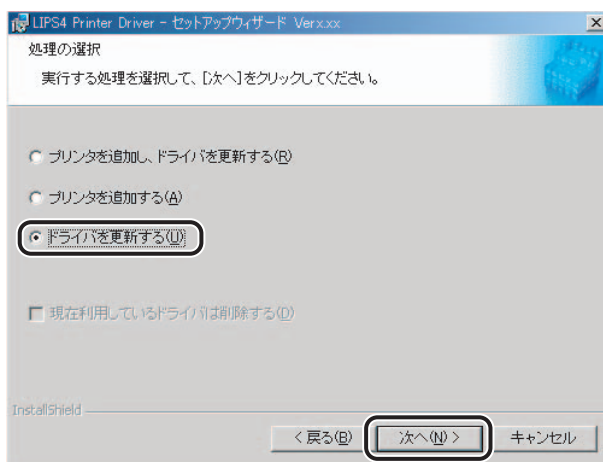 LIPS4 Printer Driver - セットアップウィザード Verx.xx
処理の選択
実行する処理を選択して、[次へ]をクリックしてください。
プリンタを追加し、ドライバを更新する(R)
プリンタを追加する(A)
ドライバを更新する(U)
現在利用しているドライバは削除する(D)
InstallShield
< 戻る(B)
次へ(N) >
キャンセル